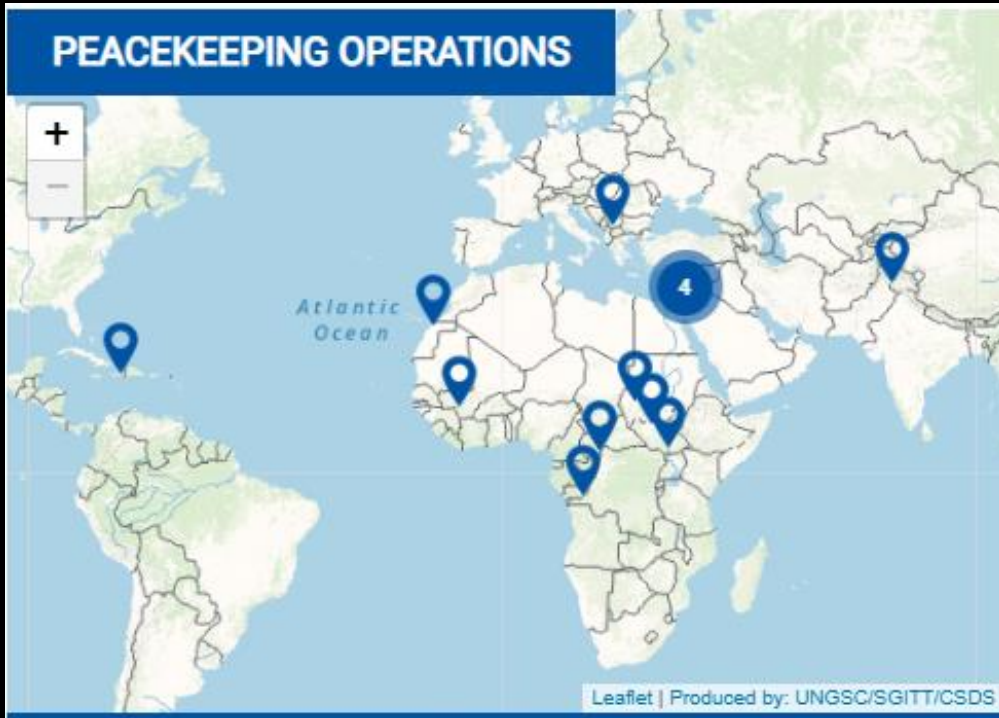 PEACEKEEPING OPERATIONS
+
−
Atlantic
Ocean
4
Leaflet | Produced by: UNGSC/SGITT/CSDS